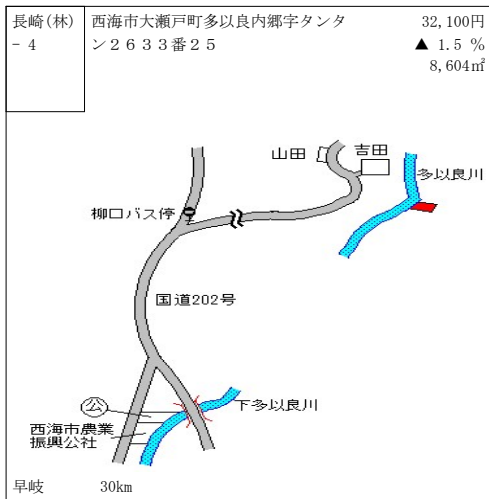 長崎(林)
- 4
西海市大瀬戸町多以良内郷字タンタ
ン２６３３番２５
32,100円
▲ 1.5 %
8,604㎡
山田
吉田
多以良川
柳口バス停
国道202号
公
下多以良川
西海市農業
振興公社
早岐 30km